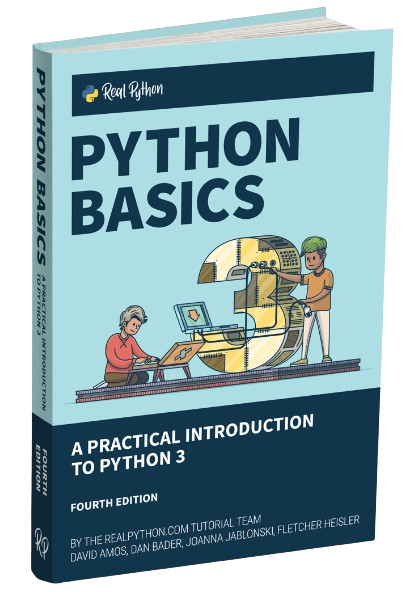 Real Python
PYTHON
BASICS
A PRACTICAL INTRODUCTION
TO PYTHON 3
FOURTH EDITION
BY THE REALPYTHON.COM TUTORIAL TEAM
DAVID AMOS, DAN BADER, JOANNA JABLONSKI, FLETCHER HEISLER
PYTHON BASICS
A PRACTICAL INTRODUCTION
TO PYTHON 3
FOURTH
EDITION
RP